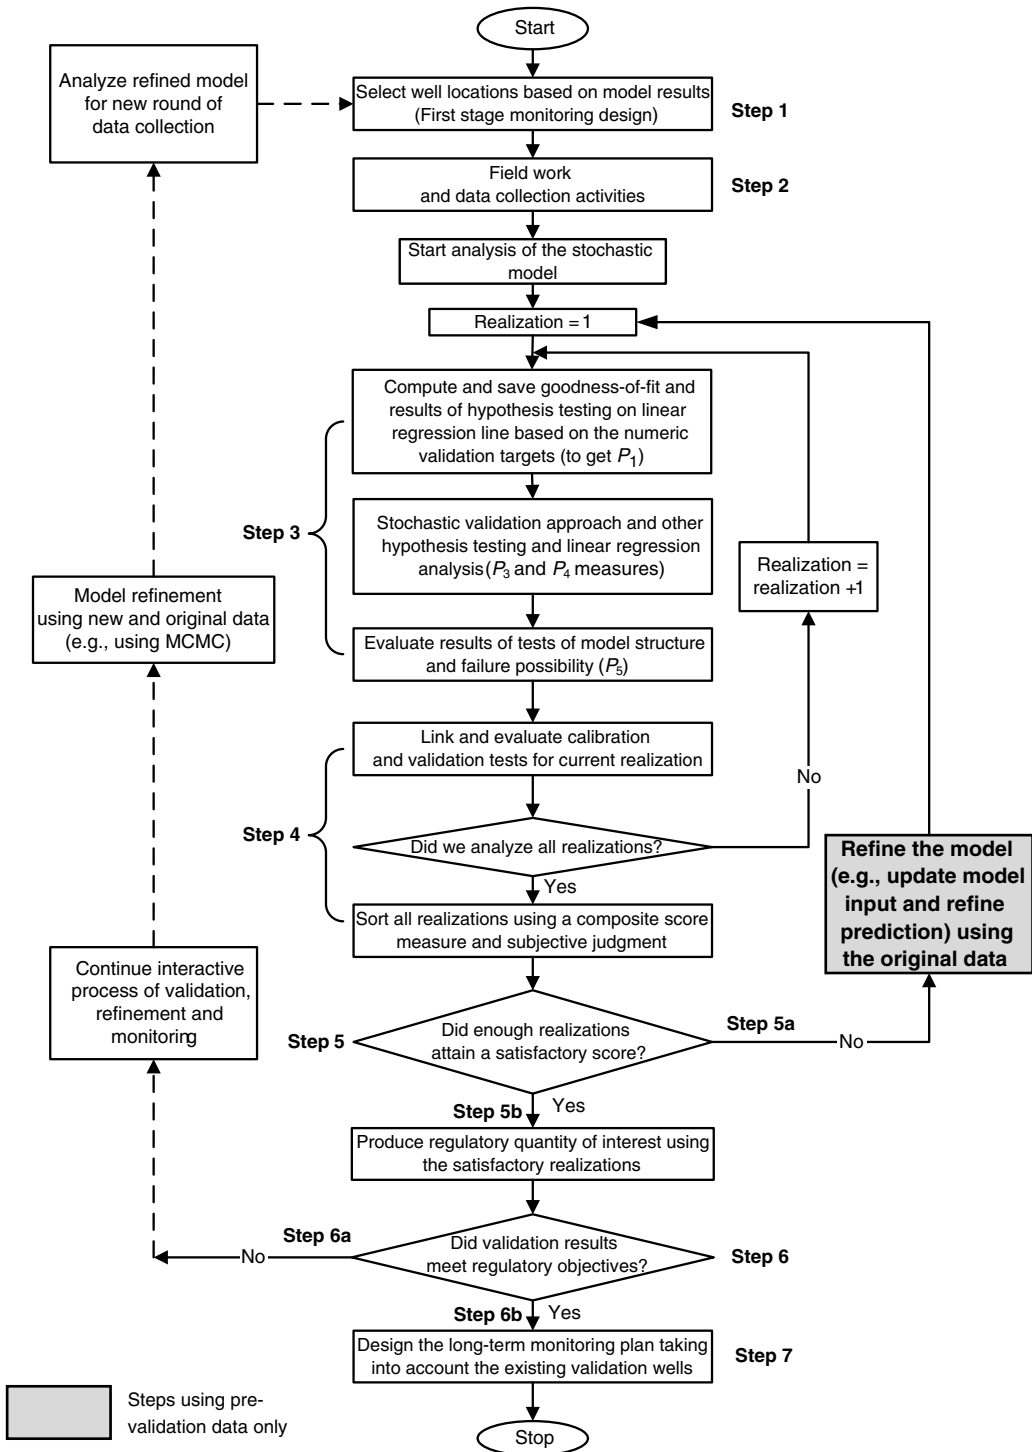 Start
Analyze refined model
for new round of
data collection
Select well locations based on model results
(First stage monitoring design)
Step 1
Field work
and data collection activities
Step 2
Start analysis of the stochastic
model
Realization = 1
Compute and save goodness-of-fit and
results of hypothesis testing on linear
regression line based on the numeric
validation targets (to get P1)
Step 3
Stochastic validation approach and other
hypothesis testing and linear regression
analysis (P3 and P4 measures)
Realization =
realization +1
Model refinement
using new and original data
(e.g., using MCMC)
Evaluate results of tests of model structure
and failure possibility (P5)
Link and evaluate calibration
and validation tests for current realization
No
Step 4
Did we analyze all realizations?
Yes
Refine the model
(e.g., update model
input and refine
prediction) using
the original data
Sort all realizations using a composite score
measure and subjective judgment
Continue interactive
process of validation,
refinement and
monitoring
Step 5
Did enough realizations
attain a satisfactory score?
Step 5a
No
Step 5b
Yes
Produce regulatory quantity of interest using
the satisfactory realizations
Step 6a
No
Did validation results
meet regulatory objectives?
Step 6
Step 6b
Yes
Design the long-term monitoring plan taking
into account the existing validation wells
Step 7
Steps using pre-
validation data only
Stop